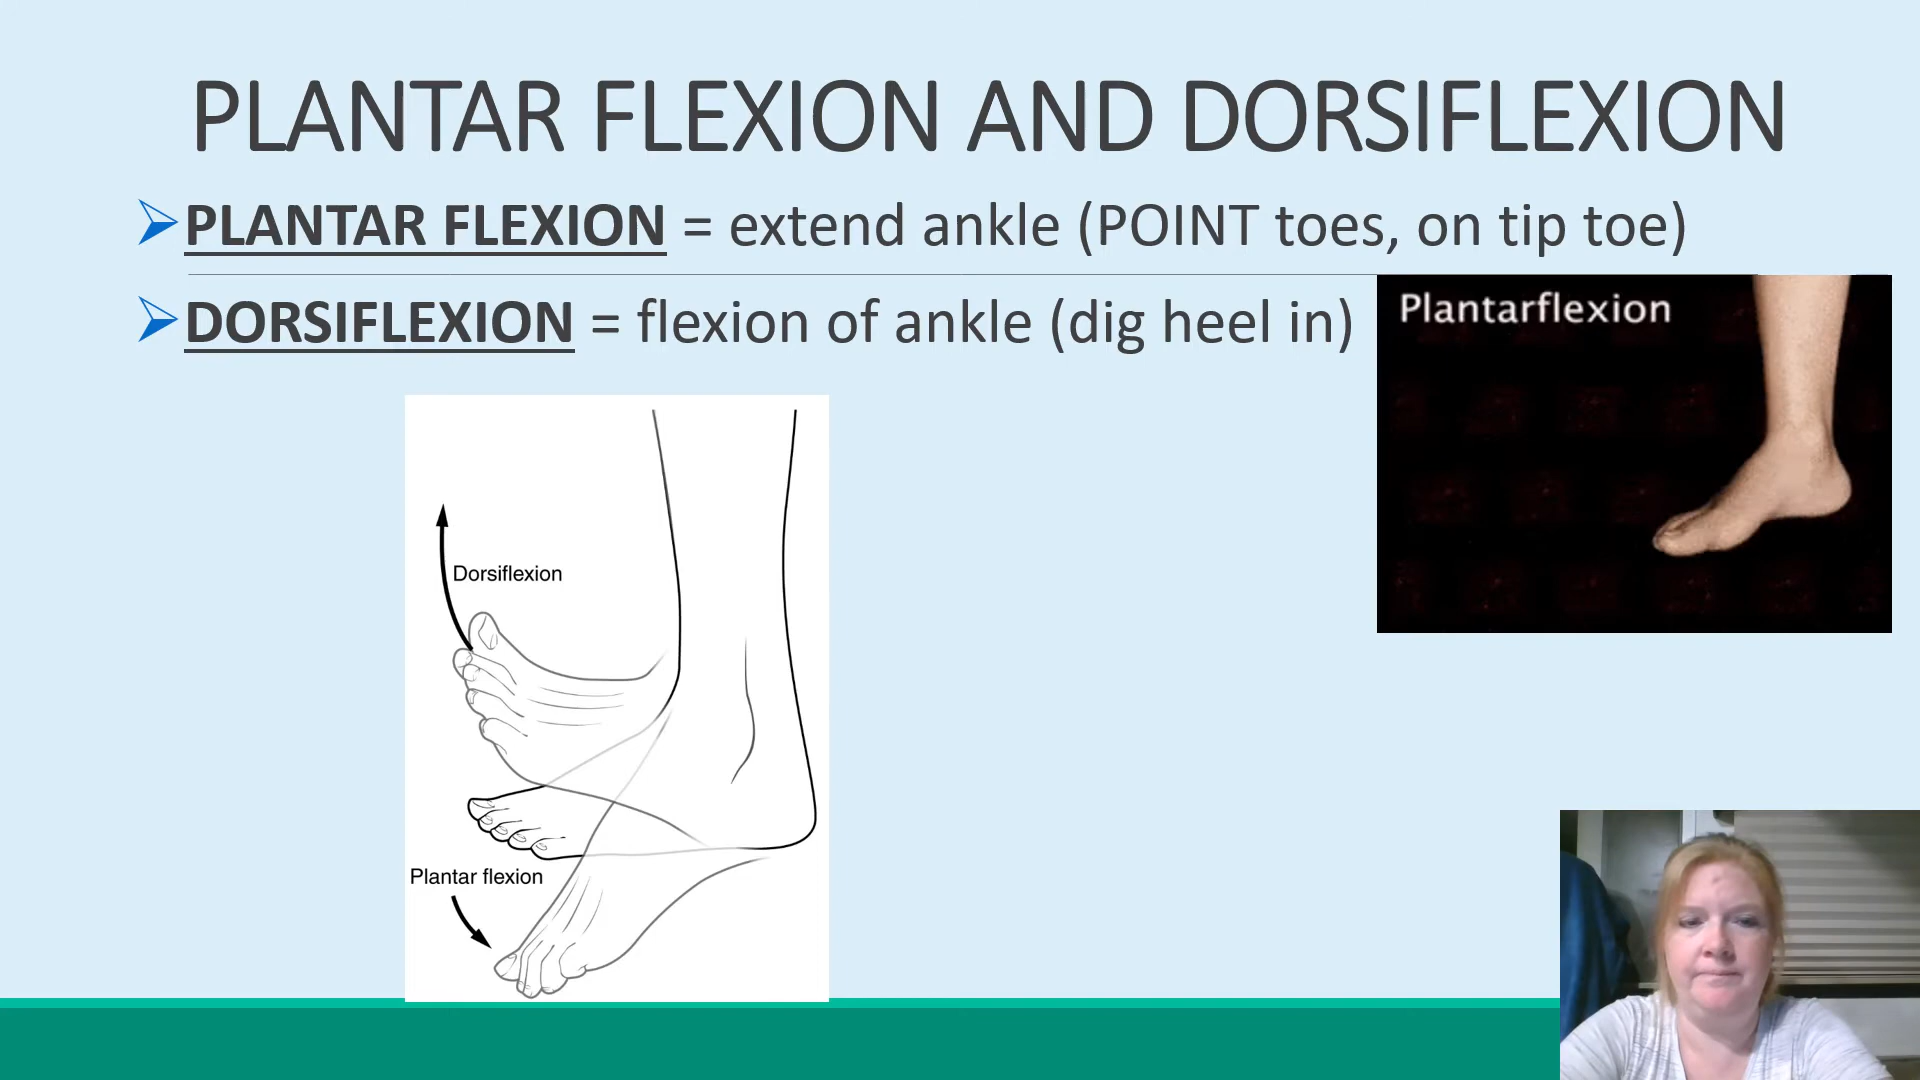 PLANTAR FLEXION AND DORSIFLEXION
PLANTAR FLEXION = extend ankle (POINT toes, on tip toe)
DORSIFLEXION = flexion of ankle (dig heel in)
Plantarflexion
Dorsiflexion
Plantar flexion